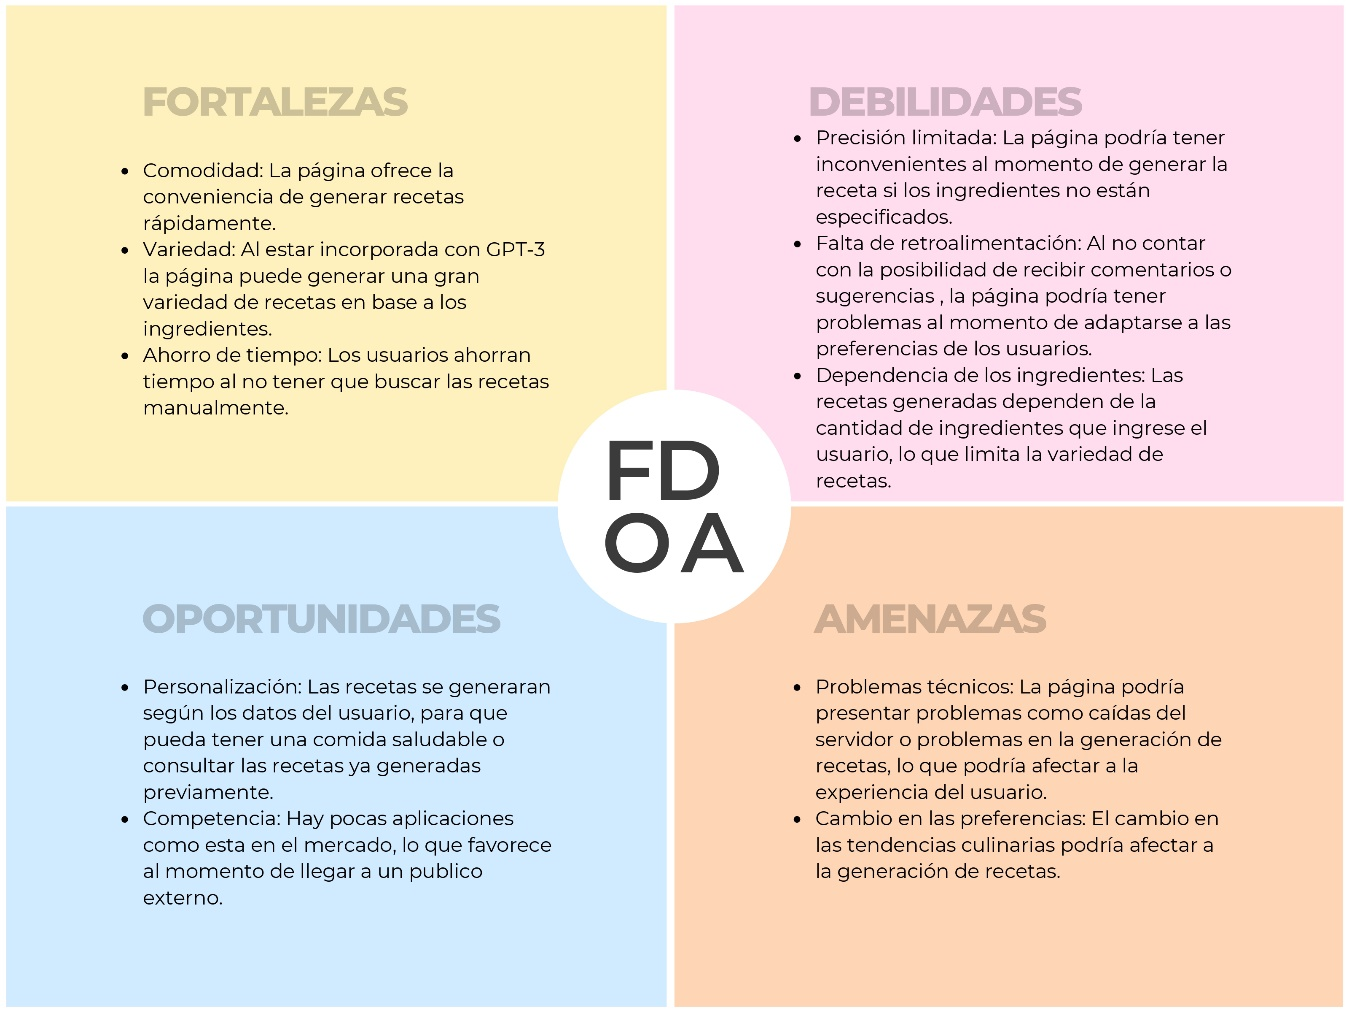 FORTALEZAS
• Comodidad: La página ofrece la
conveniencia de generar recetas
rápidamente.
• Variedad: Al estar incorporada con GPT-3
la página puede generar una gran
variedad de recetas en base a los
ingredientes.
• Ahorro de tiempo: Los usuarios ahorran
tiempo al no tener que buscar las recetas
manualmente.
DEBILIDADES
• Precisión limitada: La página podría tener
inconvenientes al momento de generar la
receta si los ingredientes no están
especificados.
• Falta de retroalimentación: Al no contar
con la posibilidad de recibir comentarios o
sugerencias , la página podría tener
problemas al momento de adaptarse a las
preferencias de los usuarios.
• Dependencia de los ingredientes: Las
recetas generadas dependen de la
cantidad de ingredientes que ingrese el
usuario, lo que limita la variedad de
recetas.
FD
OA
OPORTUNIDADES
• Personalización: Las recetas se generaran
según los datos del usuario, para que
pueda tener una comida saludable o
consultar las recetas ya generadas
previamente.
• Competencia: Hay pocas aplicaciones
como esta en el mercado, lo que favorece
al momento de llegar a un publico
externo.
AMENAZAS
• Problemas técnicos: La página podría
presentar problemas como caídas del
servidor o problemas en la generación de
recetas, lo que podría afectar a la
experiencia del usuario.
• Cambio en las preferencias: El cambio en
las tendencias culinarias podría afectar a
la generación de recetas.